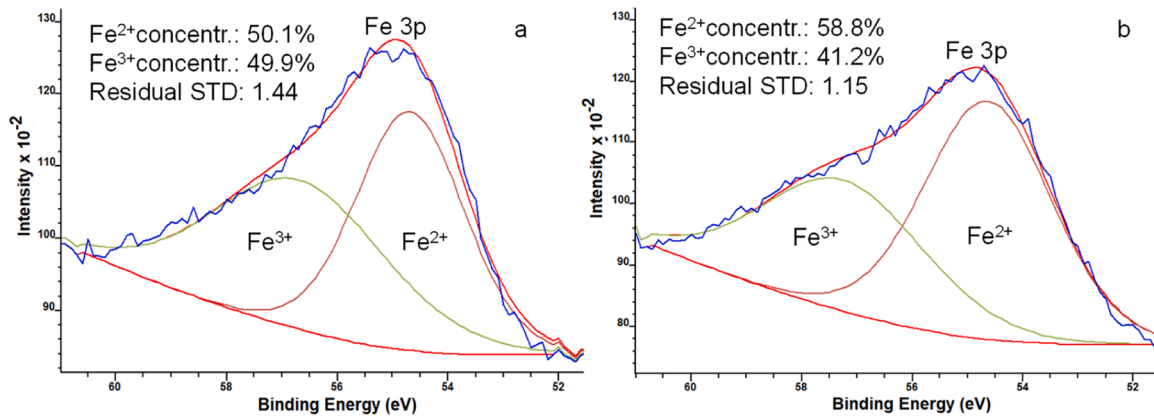 Fe²⁺concentr.: 50.1%
Fe³⁺concentr.: 49.9%
Residual STD: 1.44
Fe 3p
a
130
120
110
100
90
Intensity x 10⁻²
Fe³⁺
Fe²⁺
60
58
56
54
52
Binding Energy (eV)
Fe²⁺concentr.: 58.8%
Fe³⁺concentr.: 41.2%
Residual STD: 1.15
Fe 3p
b
130
120
110
100
90
80
Intensity x 10⁻²
Fe³⁺
Fe²⁺
60
58
56
54
52
Binding Energy (eV)